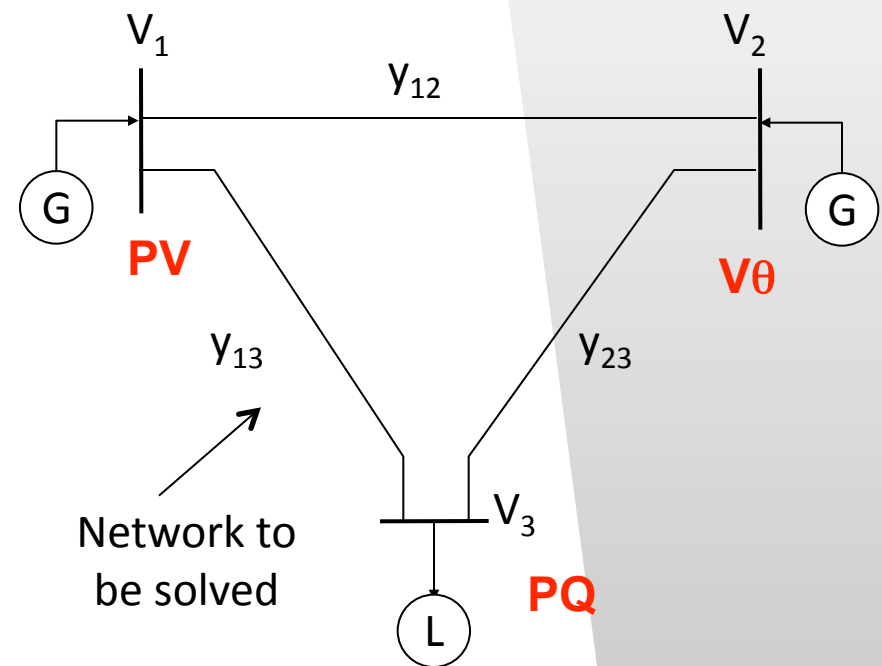 V₁
V₂
y₁₂
G
G
PV
Vθ
y₁₃
y₂₃
V₃
Network to
be solved
PQ
L